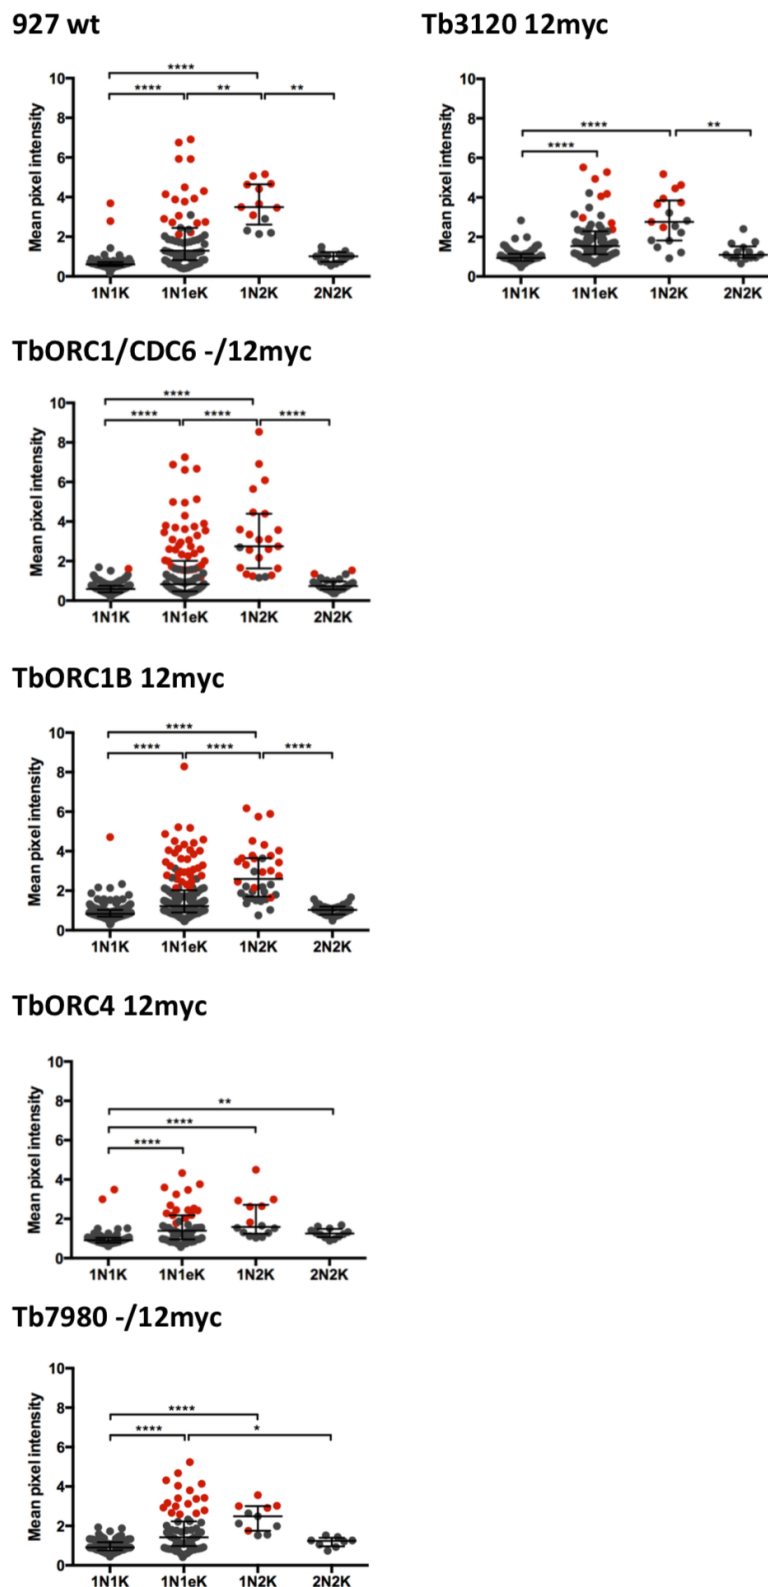 927 wt
****
**** ** **
10
8
6
4
2
0
Mean pixel intensity
1N1K 1N1eK 1N2K 2N2K
Tb3120 12myc
**** **
****
10
8
6
4
2
0
Mean pixel intensity
1N1K 1N1eK 1N2K 2N2K
TbORC1/CDC6 -/12myc
****
**** **** ****
10
8
6
4
2
0
Mean pixel intensity
1N1K 1N1eK 1N2K 2N2K
TbORC1B 12myc
****
**** **** ****
10
8
6
4
2
0
Mean pixel intensity
1N1K 1N1eK 1N2K 2N2K
TbORC4 12myc
**
****
****
10
8
6
4
2
0
Mean pixel intensity
1N1K 1N1eK 1N2K 2N2K
Tb7980 -/12myc
****
**** *
10
8
6
4
2
0
Mean pixel intensity
1N1K 1N1eK 1N2K 2N2K